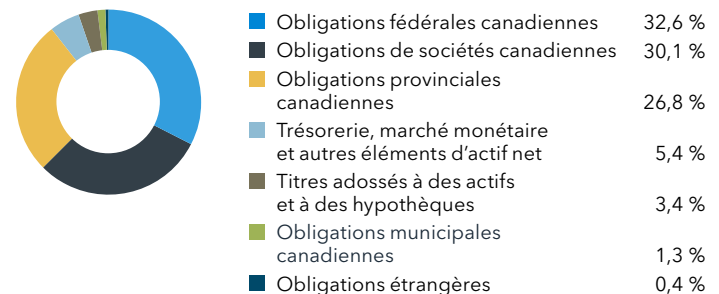 Obligations fédérales canadiennes 32,6 %
Obligations de sociétés canadiennes 30,1 %
Obligations provinciales
canadiennes 26,8 %
Trésorerie, marché monétaire
et autres éléments d’actif net 5,4 %
Titres adossés à des actifs
et à des hypothèques 3,4 %
Obligations municipales
canadiennes 1,3 %
Obligations étrangères 0,4 %